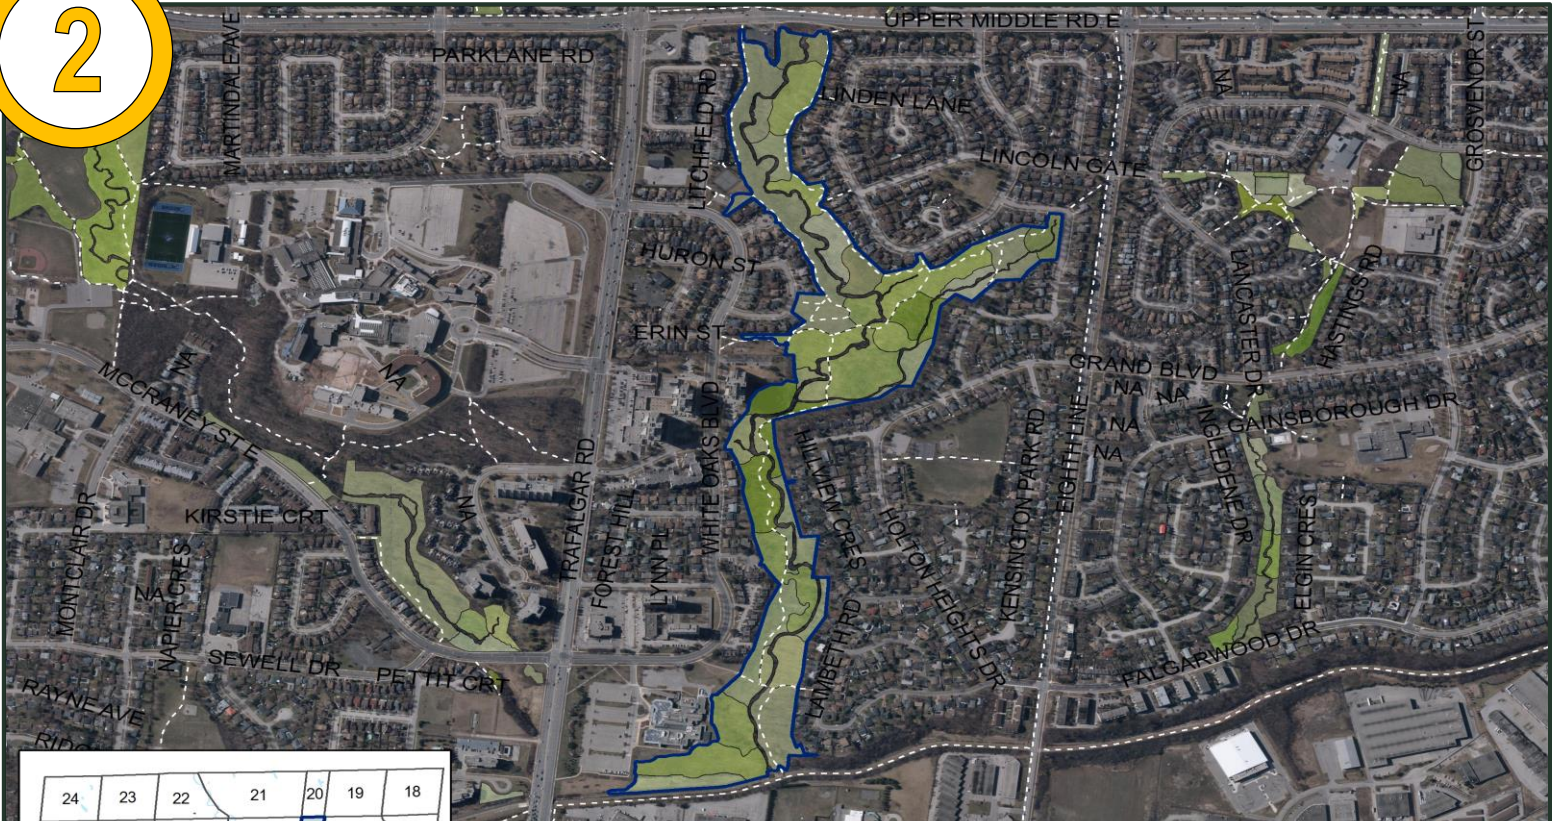 2
UPPER MIDDLE RD E
PARKLANE RD
MARTINDALE AVE
LITCHFIELD RD
LINDEN LANE
LINCOLN GATE
NA
NA
GROSVENOR ST
HURON ST
ERIN ST
LANCASTER DR
HASTINGS RD
GRAND BLVD
NA
NA
NA
NA
GAINSBOROUGH DR
INGLEDENE DR
ELGIN CRES
MCCRANEY ST E
NA
NA
NA
WHITE OAKS BLVD
TRAFALGAR RD
HILLVIEW CRES
KENSINGTON PARK RD
EIGHTH LINE
KIRSTIE CRT
MONTCLAIR DR
NA
NAPIER CRES
FOREST HILL
LYNN PL
HOLTON HEIGHTS DR
LAMBETH RD
FALGARWOOD DR
SEWELL DR
PETTIT CRT
RAYNE AVE
24 23 22 21 20 19 18